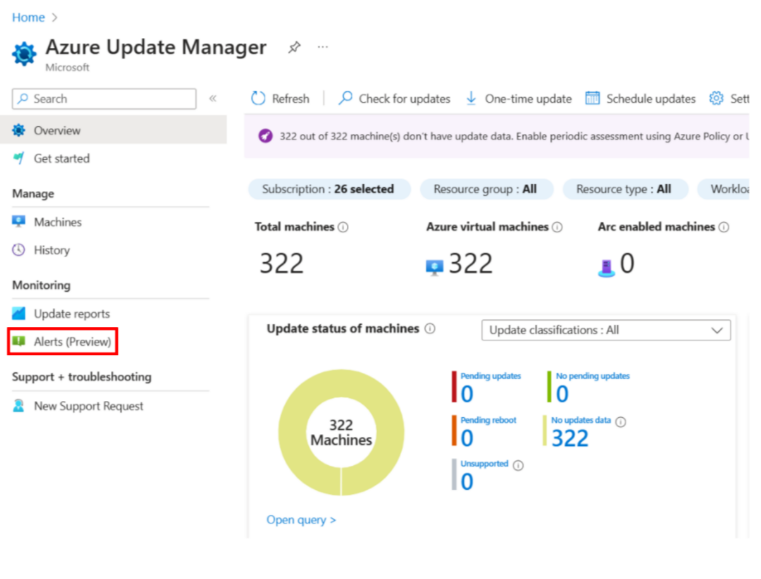 Home >
Azure Update Manager
Microsoft
Search
Refresh
Check for updates
One-time update
Schedule updates
Sett
Overview
Get started
Manage
Machines
History
Monitoring
Update reports
Alerts (Preview)
Support + troubleshooting
New Support Request
322 out of 322 machine(s) don't have update data. Enable periodic assessment using Azure Policy or U
Subscription : 26 selected
Resource group : All
Resource type : All
Workloa
Total machines
322
Azure virtual machines
322
Arc enabled machines
0
Update status of machines
Update classifications : All
322
Machines
Pending updates
0
No pending updates
0
Pending reboot
0
No updates data
322
Unsupported
0
Open query >